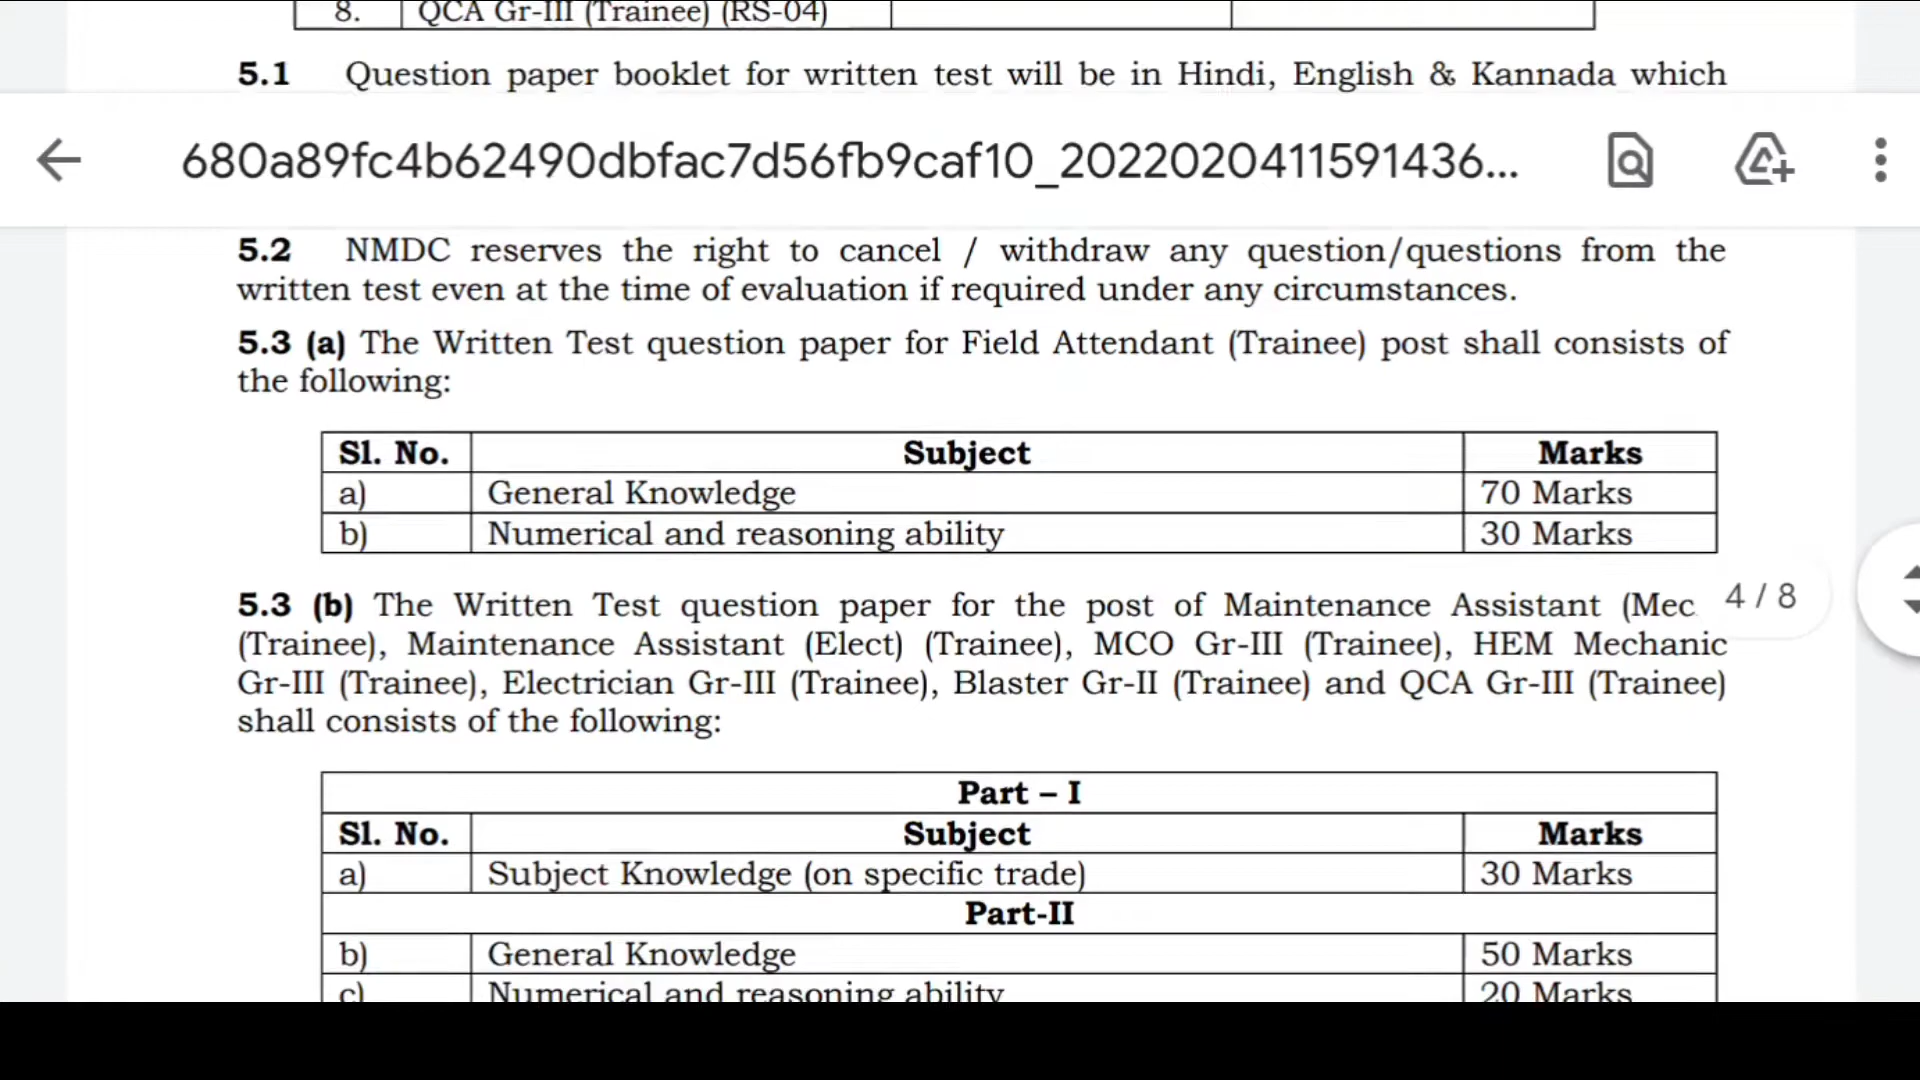 8. QCA Gr-III (Trainee) (RS-04)
5.1 Question paper booklet for written test will be in Hindi, English & Kannada which
680a89fc4b62490dbfac7d56fb9caf10_2022020411591436...
5.2 NMDC reserves the right to cancel / withdraw any question/questions from the
written test even at the time of evaluation if required under any circumstances.
5.3 (a) The Written Test question paper for Field Attendant (Trainee) post shall consists of
the following:
Sl. No. Subject Marks
a) General Knowledge 70 Marks
b) Numerical and reasoning ability 30 Marks
5.3 (b) The Written Test question paper for the post of Maintenance Assistant (Mec
4 / 8
(Trainee), Maintenance Assistant (Elect) (Trainee), MCO Gr-III (Trainee), HEM Mechanic
Gr-III (Trainee), Electrician Gr-III (Trainee), Blaster Gr-II (Trainee) and QCA Gr-III (Trainee)
shall consists of the following:
Part – I
Sl. No. Subject Marks
a) Subject Knowledge (on specific trade) 30 Marks
Part-II
b) General Knowledge 50 Marks
c) Numerical and reasoning ability 20 Marks